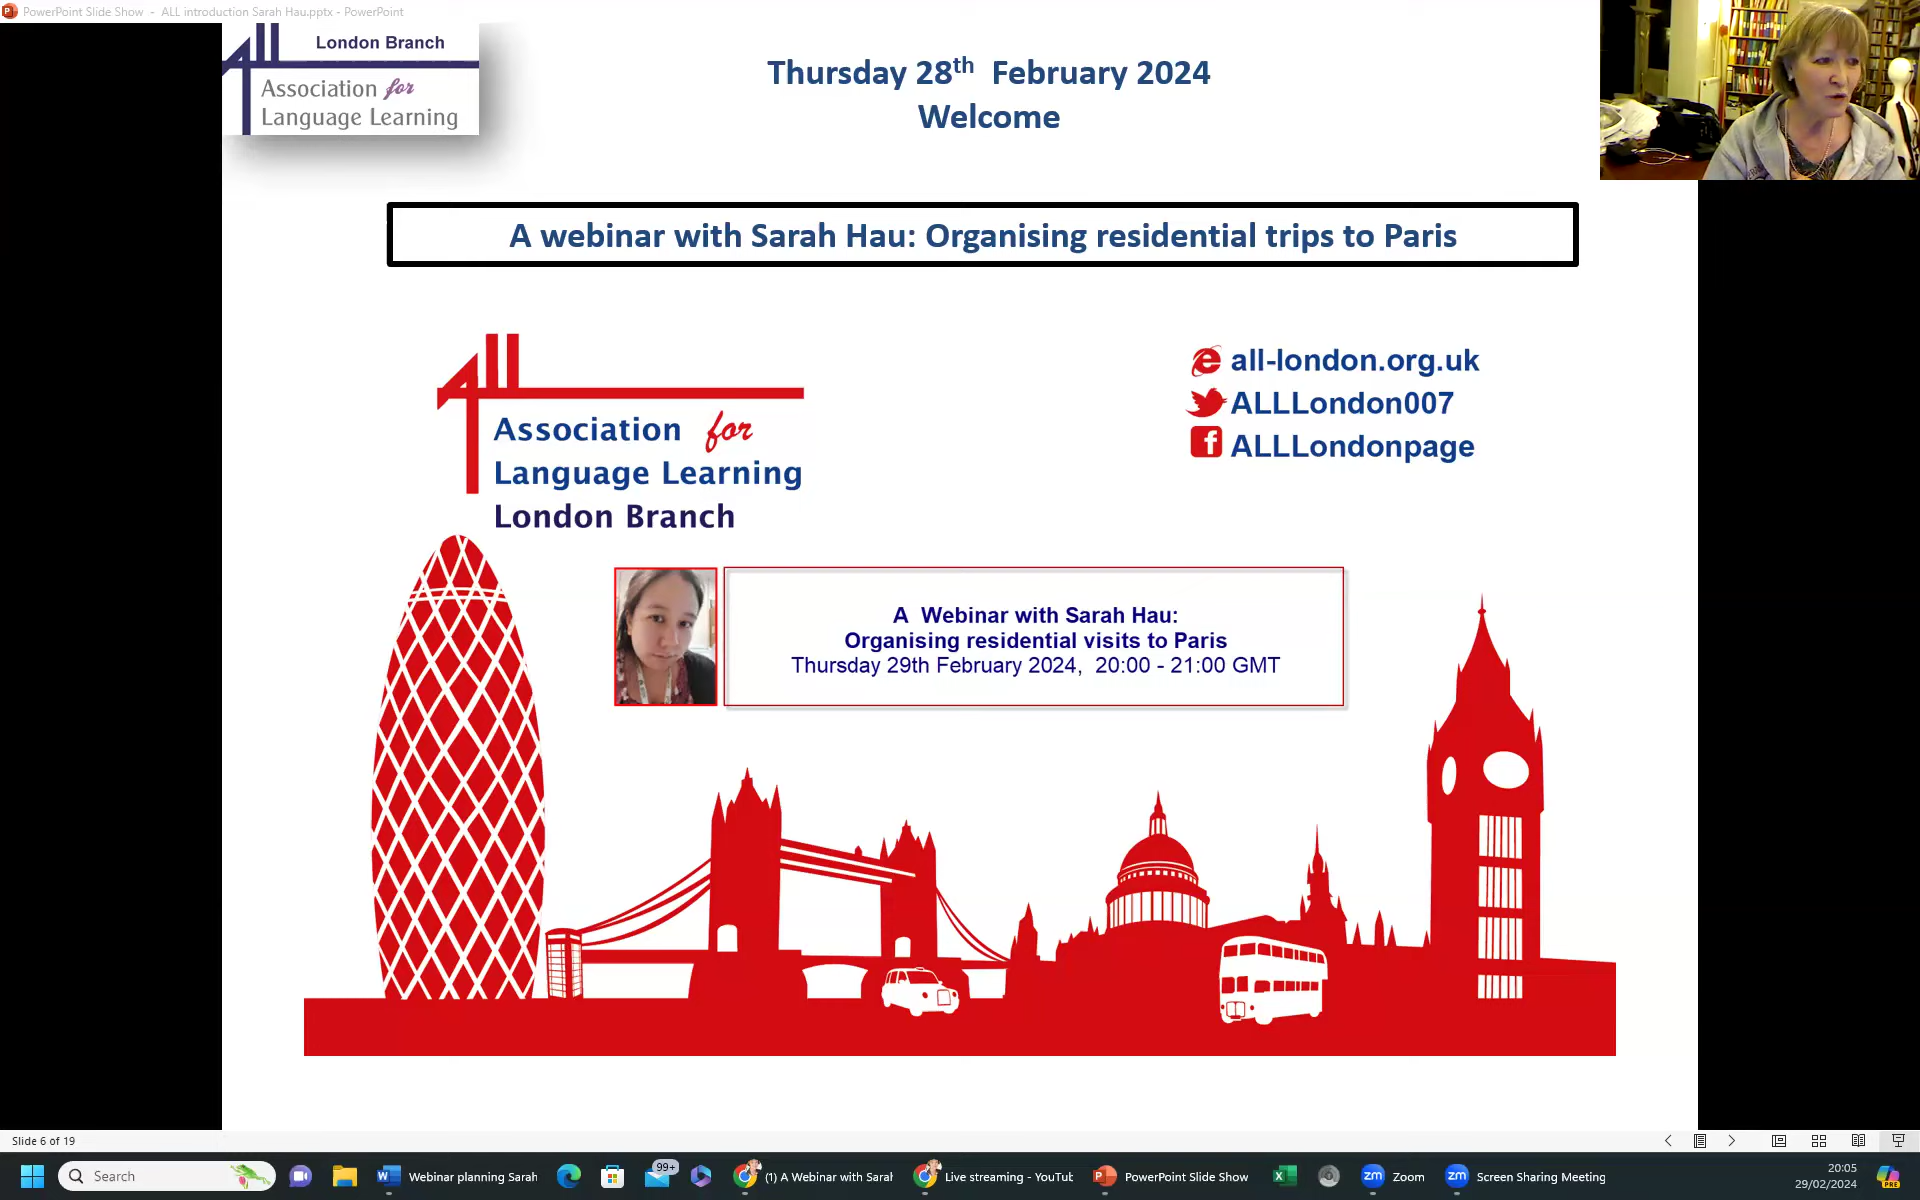 PowerPoint Slide Show - ALL introduction Sarah Hau.pptx - PowerPoint
London Branch
Association for
Language Learning
Thursday 28th February 2024
Welcome
A webinar with Sarah Hau: Organising residential trips to Paris
all-london.org.uk
ALLLondon007
ALLLondonpage
Association for
Language Learning
London Branch
A Webinar with Sarah Hau:
Organising residential visits to Paris
Thursday 29th February 2024, 20:00 - 21:00 GMT
Slide 6 of 19
Search
Webinar planning Sarah
99+
(1) A Webinar with Sarah
Live streaming - YouTub
PowerPoint Slide Show
Zoom
Screen Sharing Meeting
20:05
29/02/2024